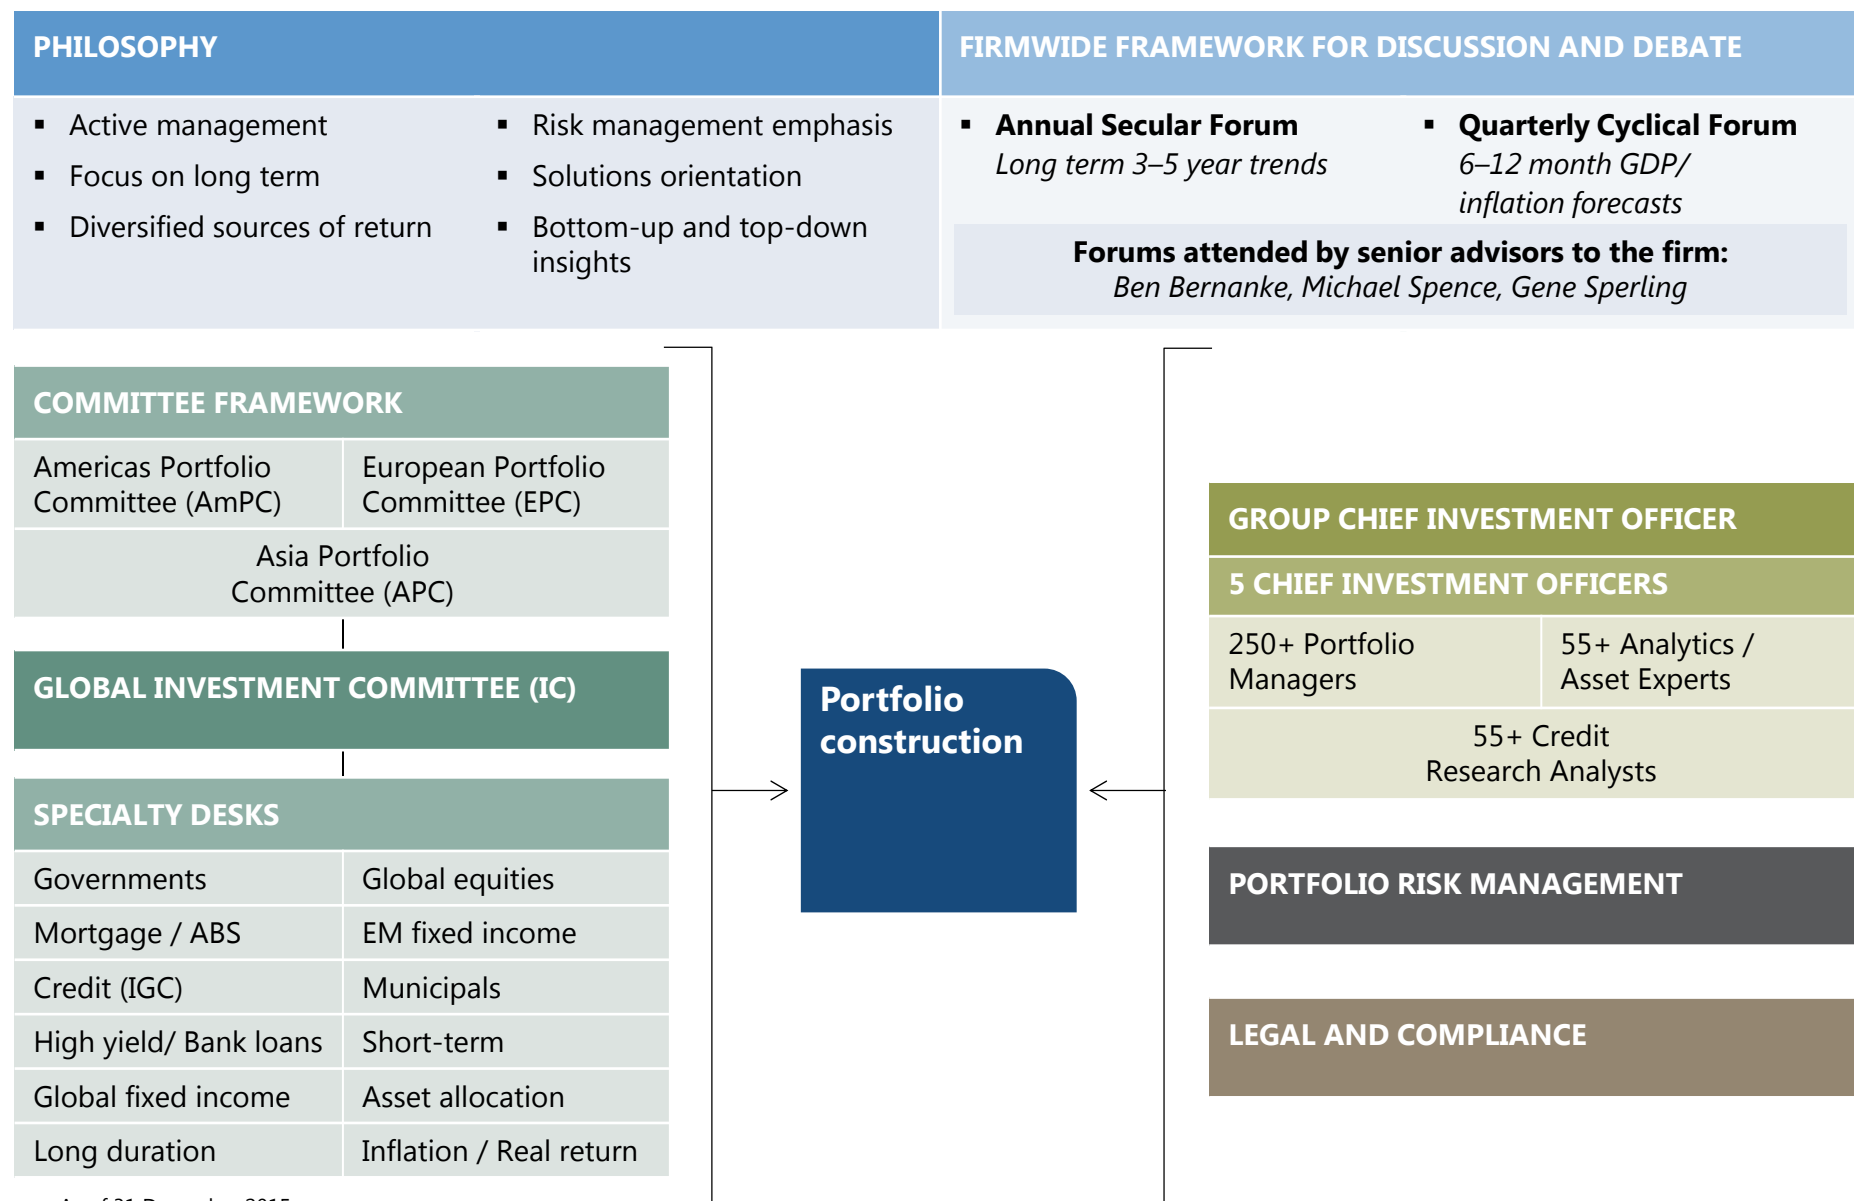 PHILOSOPHY
Active management
Focus on long term
Diversified sources of return
Risk management emphasis
Solutions orientation
Bottom-up and top-down
insights
FIRMWIDE FRAMEWORK FOR DISCUSSION AND DEBATE
Annual Secular Forum
Long term 3–5 year trends
Quarterly Cyclical Forum
6–12 month GDP/
inflation forecasts
Forums attended by senior advisors to the firm:
Ben Bernanke, Michael Spence, Gene Sperling
COMMITTEE FRAMEWORK
Americas Portfolio
Committee (AmPC)
European Portfolio
Committee (EPC)
Asia Portfolio
Committee (APC)
GLOBAL INVESTMENT COMMITTEE (IC)
SPECIALTY DESKS
Governments
Global equities
Mortgage / ABS
EM fixed income
Credit (IGC)
Municipals
High yield/ Bank loans
Short-term
Global fixed income
Asset allocation
Long duration
Inflation / Real return
Portfolio
construction
GROUP CHIEF INVESTMENT OFFICER
5 CHIEF INVESTMENT OFFICERS
250+ Portfolio
Managers
55+ Analytics /
Asset Experts
55+ Credit
Research Analysts
PORTFOLIO RISK MANAGEMENT
LEGAL AND COMPLIANCE
As of 31 December 2015